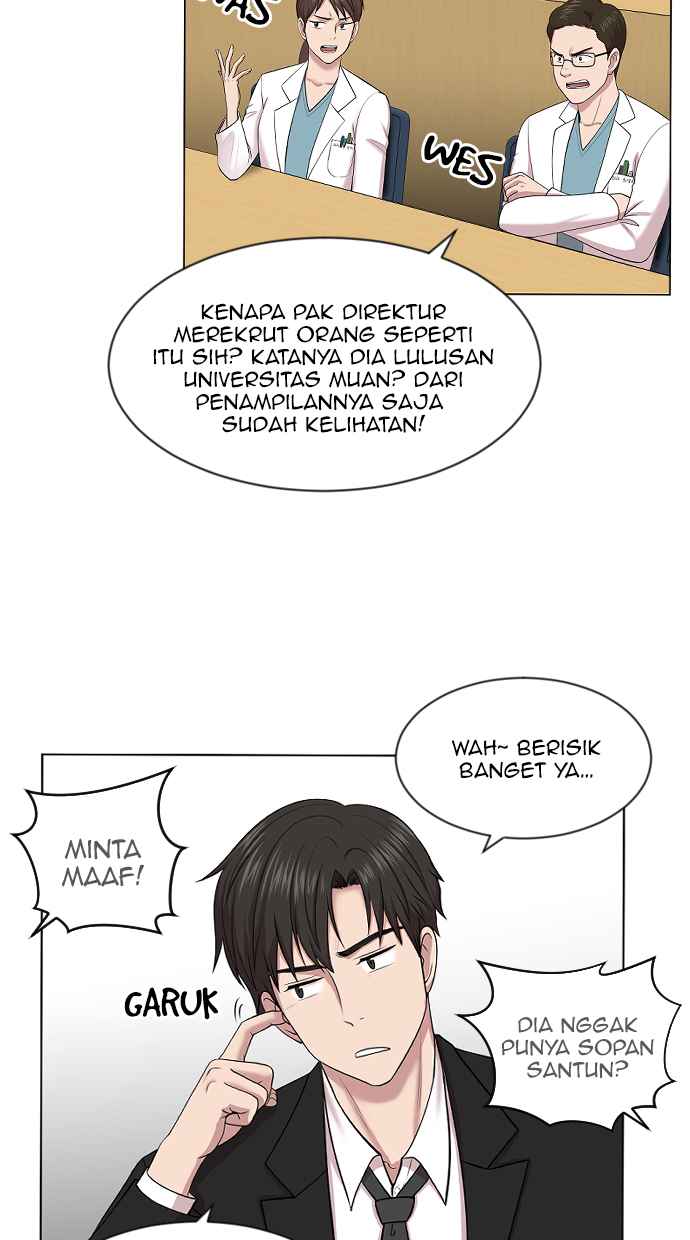 WAS
WES
KENAPA PAK DIREKTUR
MEREKRUT ORANG SEPERTI
ITU SIH? KATANYA DIA LULUSAN
UNIVERSITAS MUAN? DARI
PENAMPILANNYA SAJA
SUDAH KELIHATAN!
WAH~ BERISIK
BANGET YA...
MINTA
MAAF!
GARUK
DIA NGGAK
PUNYA SOPAN
SANTUN?